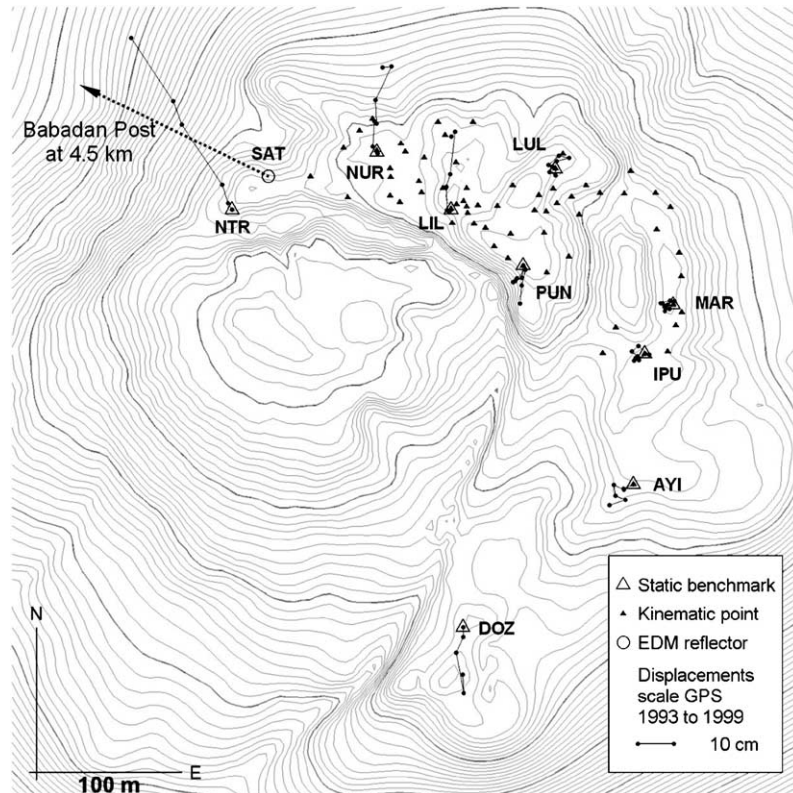 Babadan Post
at 4.5 km
SAT
NUR
LUL
NTR
LIL
PUN
MAR
IPU
AYI
DOZ
N
E
100 m
Static benchmark
Kinematic point
EDM reflector
Displacements
scale GPS
1993 to 1999
10 cm